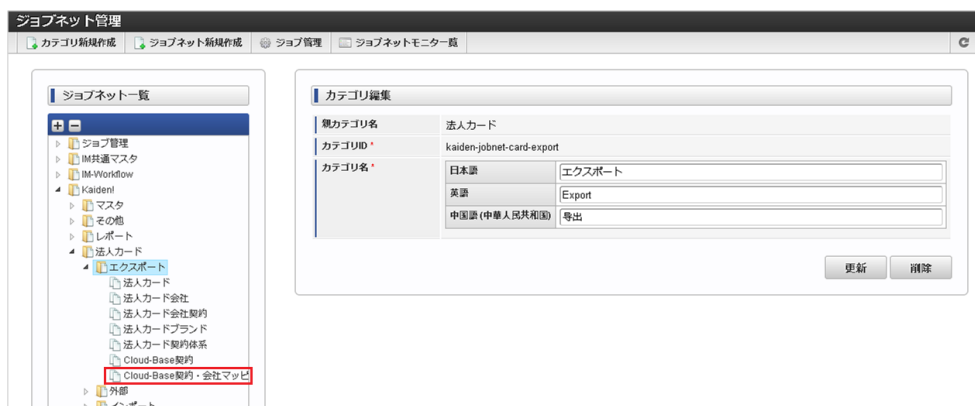 ジョブネット管理
カテゴリ新規作成 ジョブネット新規作成 ジョブ管理 ジョブネットモニタ一覧
ジョブネット一覧
ジョブ管理
IM共通マスタ
IM-Workflow
Kaiden!
マスタ
その他
レポート
法人カード
エクスポート
法人カード
法人カード会社
法人カード会社契約
法人カードブランド
法人カード契約体系
Cloud-Base契約
Cloud-Base契約・会社マッピ
外部
インポート
カテゴリ編集
親カテゴリ名 法人カード
カテゴリID * kaiden-jobnet-card-export
カテゴリ名 *
日本語 エクスポート
英語 Export
中国語(中華人民共和国) 导出
更新 削除